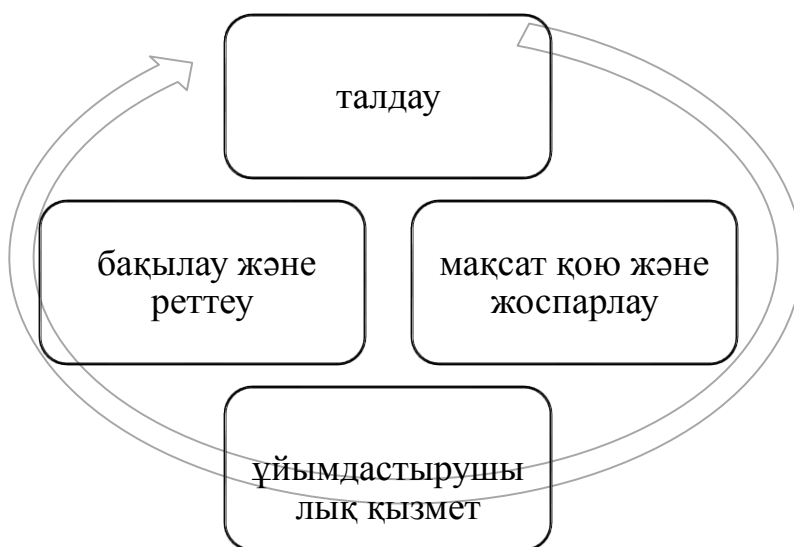 талдау
бақылау және
реттеу
мақсат қою және
жоспарлау
ұйымдастырушы
лық қызмет